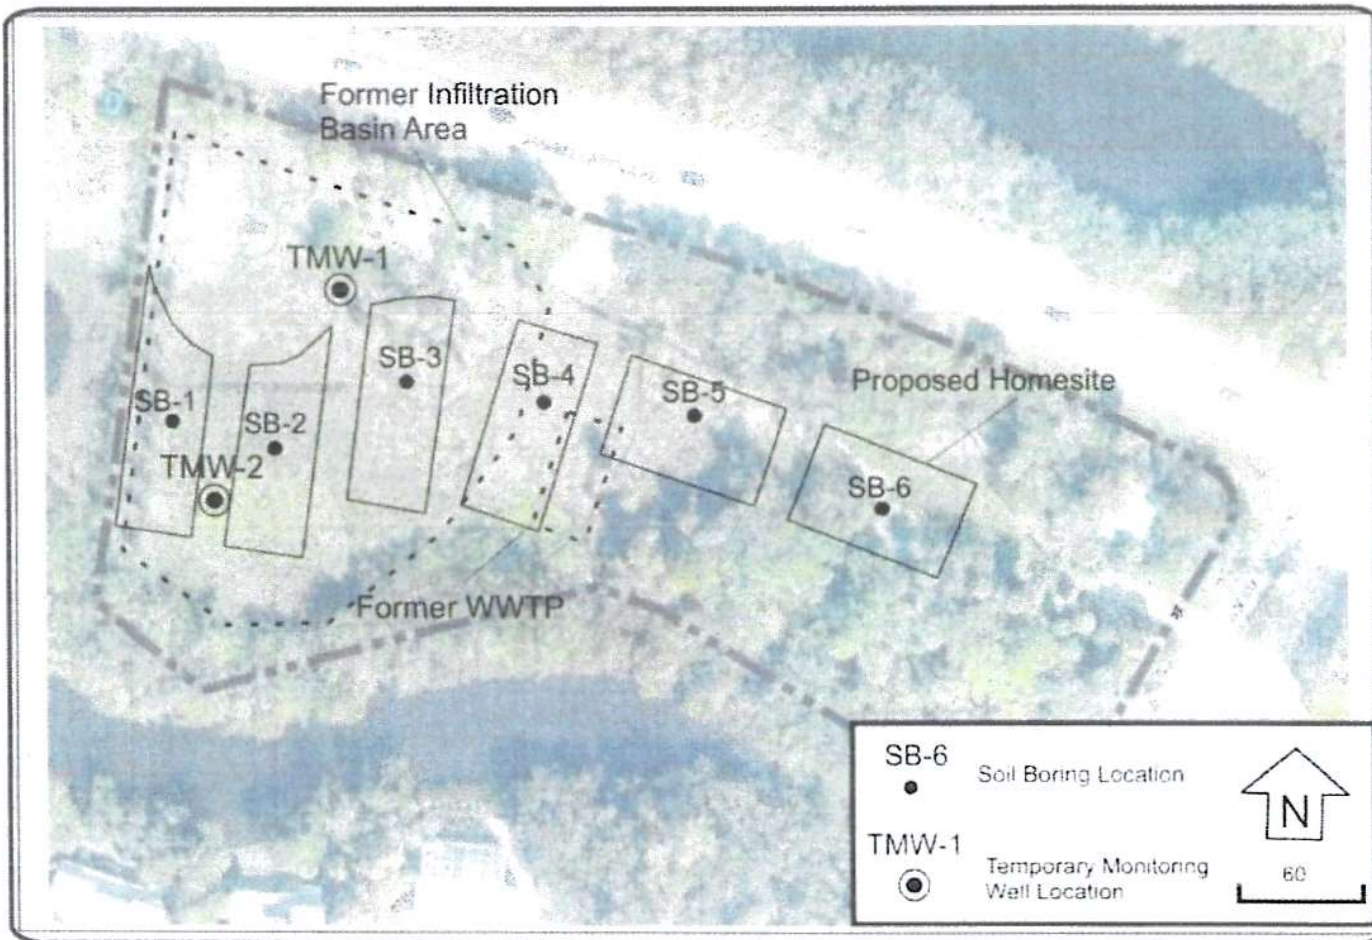 Former Infiltration
Basin Area
TMW-1
SB-3
SB-4
SB-5
Proposed Homesite
SB-1
SB-2
TMW-2
SB-6
Former WWTP
SB-6
Soil Boring Location
N
TMW-1
Temporary Monitoring
Well Location
60